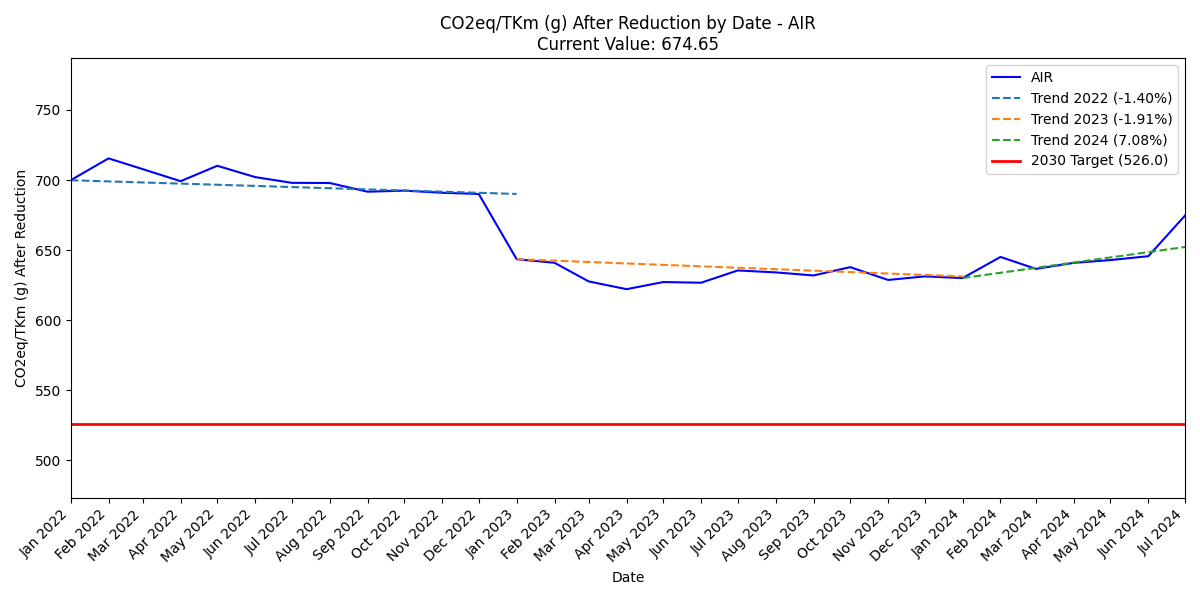 CO2eq/TKm (g) After Reduction by Date - AIR
Current Value: 674.65
AIR
Trend 2022 (-1.40%)
Trend 2023 (-1.91%)
Trend 2024 (7.08%)
2030 Target (526.0)
CO2eq/TKm (g) After Reduction
750
700
650
600
550
500
Jan 2022
Feb 2022
Mar 2022
Apr 2022
May 2022
Jun 2022
Jul 2022
Aug 2022
Sep 2022
Oct 2022
Nov 2022
Dec 2022
Jan 2023
Feb 2023
Mar 2023
Apr 2023
May 2023
Jun 2023
Jul 2023
Aug 2023
Sep 2023
Oct 2023
Nov 2023
Dec 2023
Jan 2024
Feb 2024
Mar 2024
Apr 2024
May 2024
Jun 2024
Jul 2024
Date